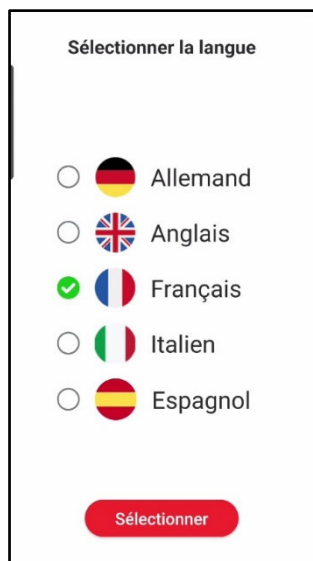 Sélectionner la langue
Allemand
Anglais
Français
Italien
Espagnol
Sélectionner